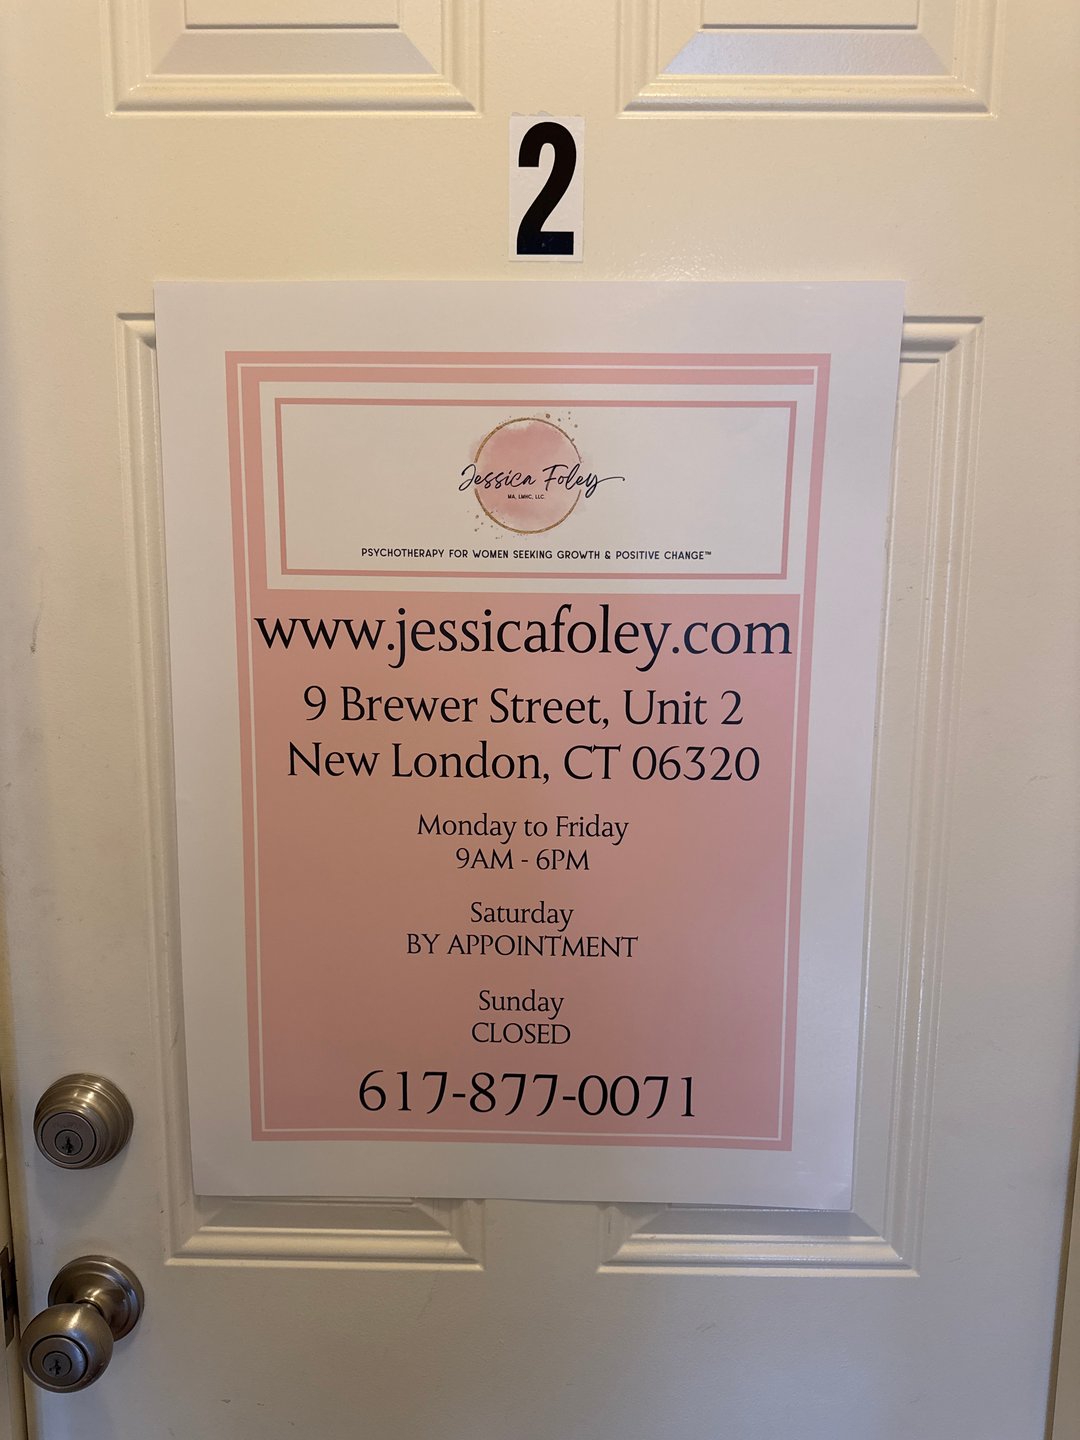 2
Jessica Foley
MA, LMHC, LLC.
PSYCHOTHERAPY FOR WOMEN SEEKING GROWTH & POSITIVE CHANGE™
www.jessicafoley.com
9 Brewer Street, Unit 2
New London, CT 06320
Monday to Friday
9AM - 6PM
Saturday
BY APPOINTMENT
Sunday
CLOSED
617-877-0071